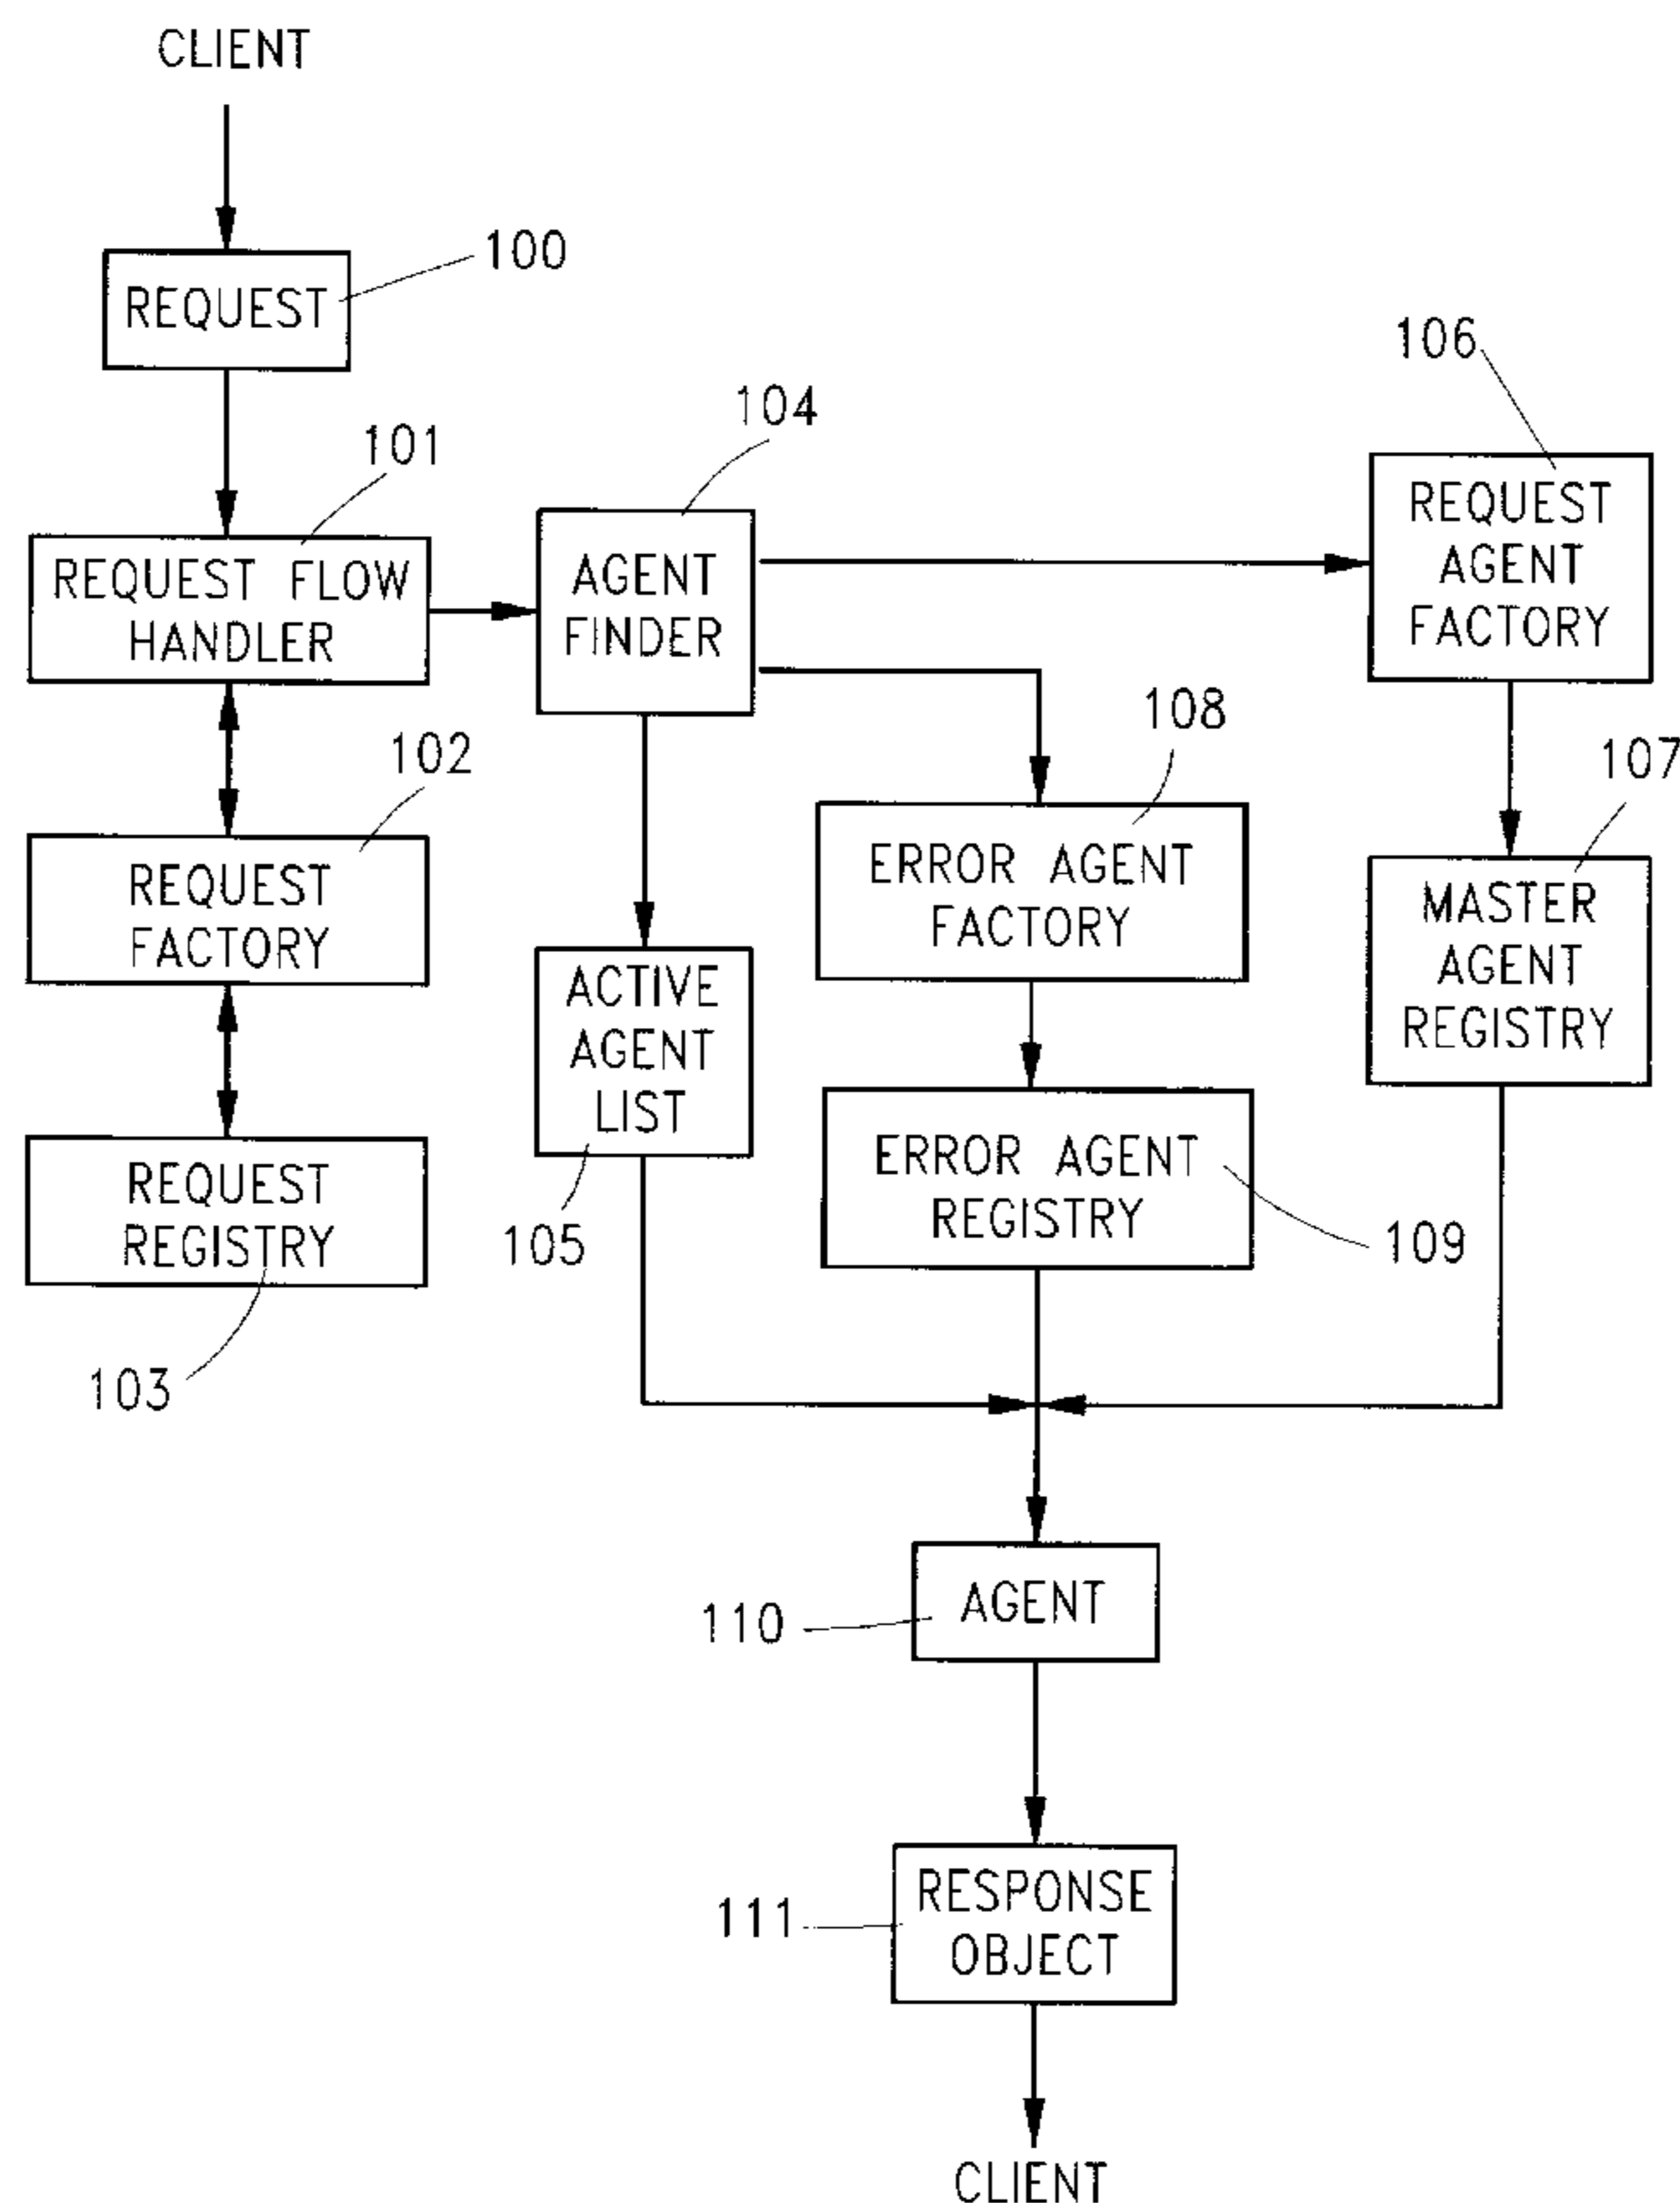 CLIENT
100
REQUEST
106
104
101
REQUEST
AGENT
FACTORY
REQUEST FLOW
HANDLER
AGENT
FINDER
108
102
107
REQUEST
FACTORY
ERROR AGENT
FACTORY
MASTER
AGENT
REGISTRY
ACTIVE
AGENT
LIST
REQUEST
REGISTRY
ERROR AGENT
REGISTRY
105
109
103
AGENT
110
RESPONSE
OBJECT
111
CLIENT